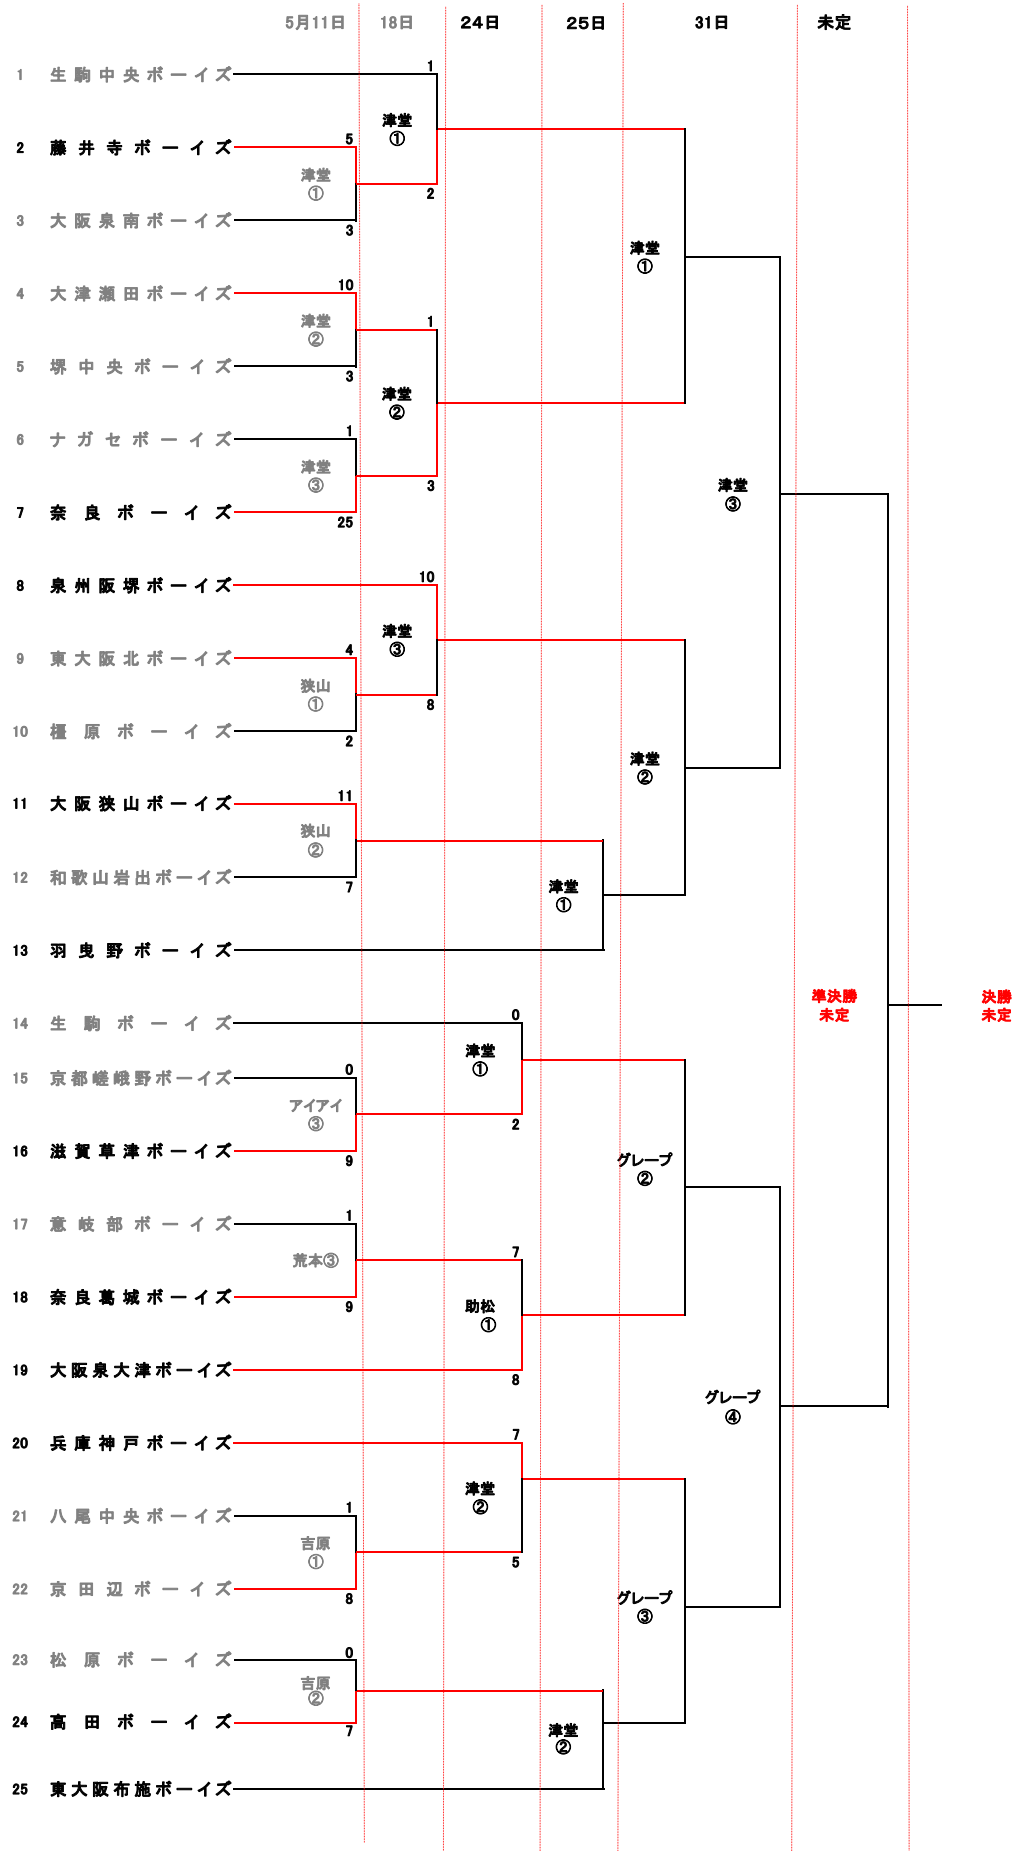 5月11日 18日 24日 25日 31日 未定
1
1 生駒中央ボーイズ
津堂
①
5
2 藤井寺ボーイズ
津堂
①
2
3 大阪泉南ボーイズ
3
津堂
①
10
4 大津瀬田ボーイズ
津堂
②
1
5 堺中央ボーイズ
3
津堂
②
1
6 ナガセボーイズ
津堂
③
3
7 奈良ボーイズ
25
津堂
③
10
8 泉州阪堺ボーイズ
津堂
③
4
9 東大阪北ボーイズ
狭山
①
8
10 橿原ボーイズ
2
津堂
②
11
11 大阪狭山ボーイズ
狭山
②
12 和歌山岩出ボーイズ
7
津堂
①
13 羽曳野ボーイズ
準決勝
未定
決勝
未定
0
14 生駒ボーイズ
津堂
①
0
15 京都嵯峨野ボーイズ
アイアイ
③
2
16 滋賀草津ボーイズ
9
グレープ
②
1
17 意岐部ボーイズ
荒本③
7
18 奈良葛城ボーイズ
9
助松
①
19 大阪泉大津ボーイズ
8
グレープ
④
7
20 兵庫神戸ボーイズ
津堂
②
1
21 八尾中央ボーイズ
吉原
①
5
22 京田辺ボーイズ
8
グレープ
③
0
23 松原ボーイズ
吉原
②
24 高田ボーイズ
7
津堂
②
25 東大阪布施ボーイズ